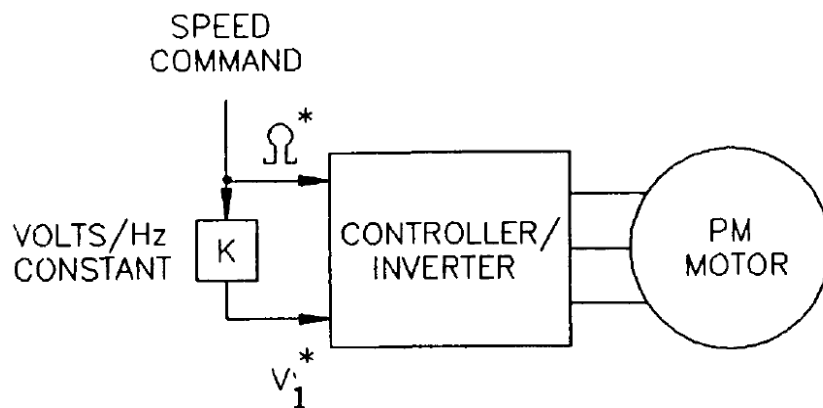 SPEED
COMMAND
Ω*
VOLTS/Hz
CONSTANT
K
CONTROLLER/
INVERTER
PM
MOTOR
V₁*